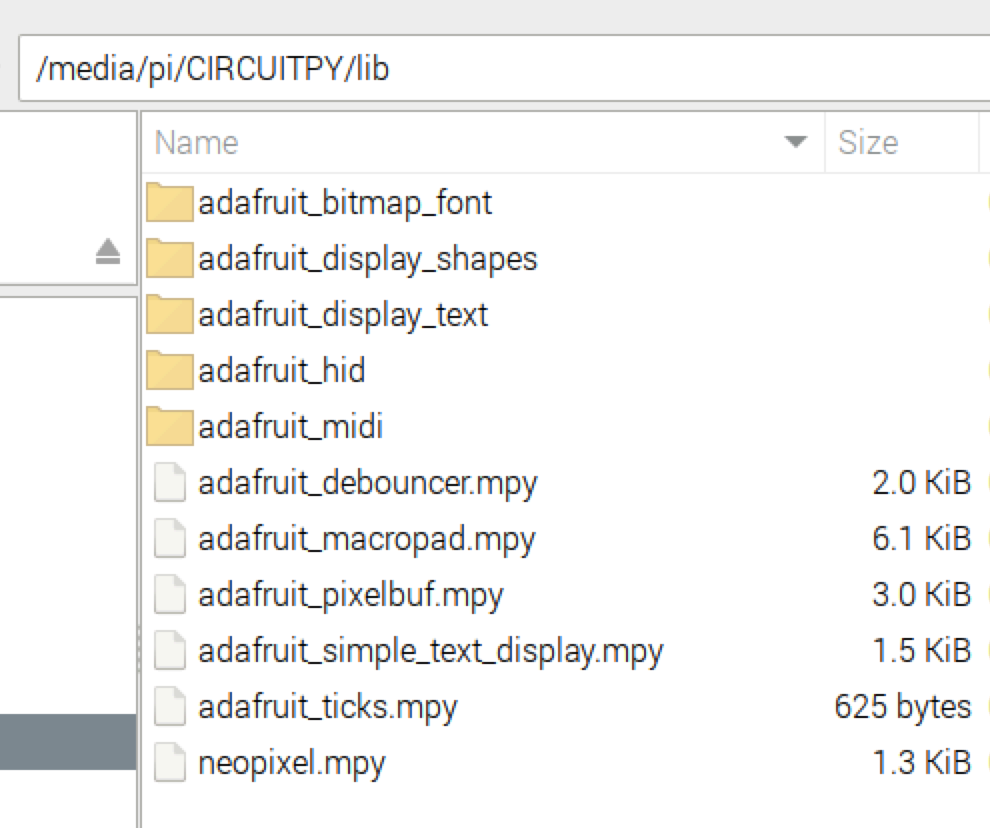 /media/pi/CIRCUITPY/lib
Name Size
adafruit_bitmap_font
adafruit_display_shapes
adafruit_display_text
adafruit_hid
adafruit_midi
adafruit_debouncer.mpy 2.0 KiB
adafruit_macropad.mpy 6.1 KiB
adafruit_pixelbuf.mpy 3.0 KiB
adafruit_simple_text_display.mpy 1.5 KiB
adafruit_ticks.mpy 625 bytes
neopixel.mpy 1.3 KiB